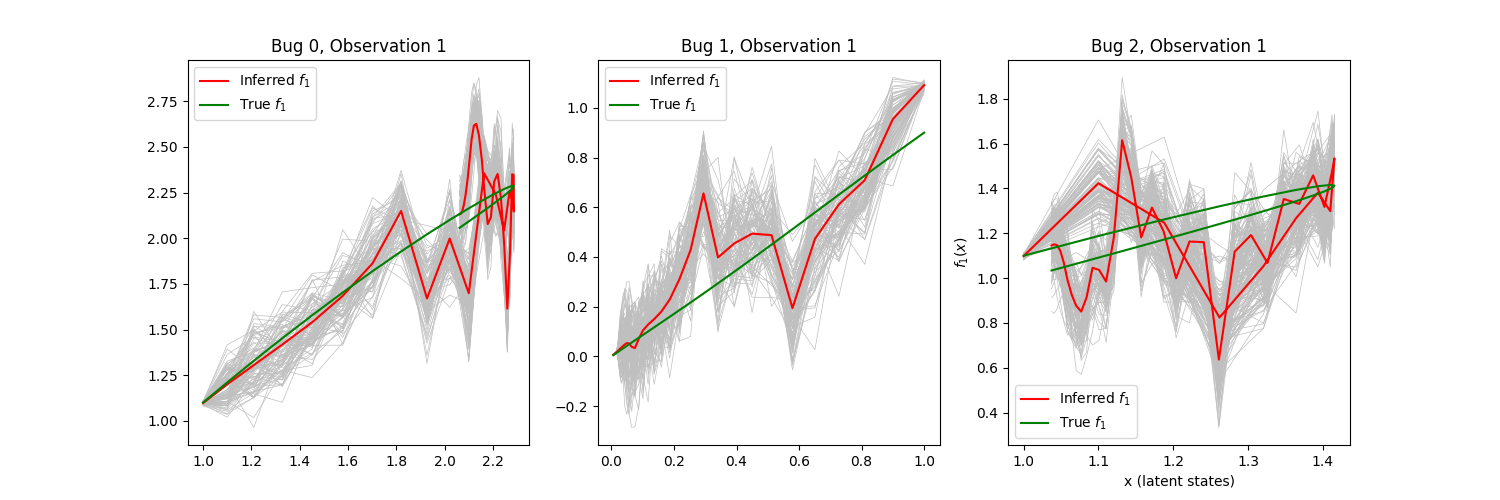 Bug 0, Observation 1
Inferred f₁
True f₁
2.75
2.50
2.25
2.00
1.75
1.50
1.25
1.00
1.0 1.2 1.4 1.6 1.8 2.0 2.2
Bug 1, Observation 1
Inferred f₁
True f₁
1.0
0.8
0.6
0.4
0.2
0.0
−0.2
0.0 0.2 0.4 0.6 0.8 1.0
Bug 2, Observation 1
f₁(x)
1.8
1.6
1.4
1.2
1.0
0.8
0.6
0.4
Inferred f₁
True f₁
1.0 1.1 1.2 1.3 1.4
x (latent states)